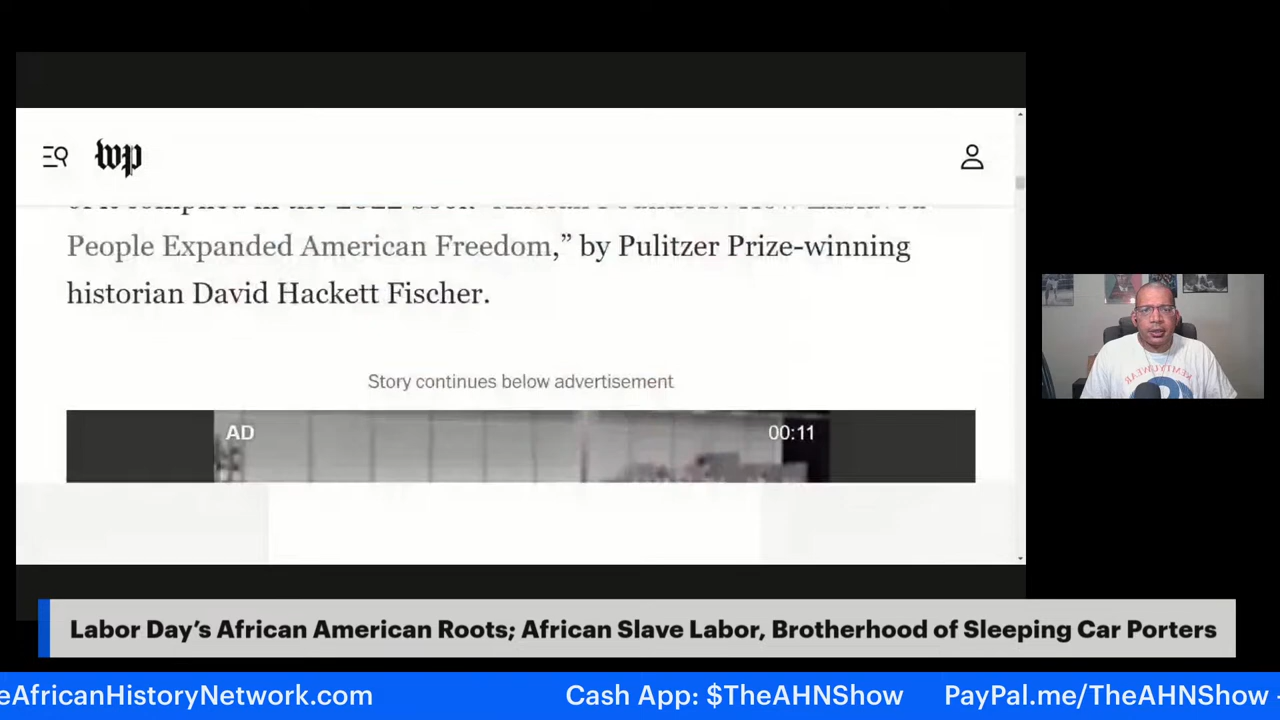 wp
People Expanded American Freedom,” by Pulitzer Prize-winning
historian David Hackett Fischer.
Story continues below advertisement
AD
00:11
Labor Day’s African American Roots; African Slave Labor, Brotherhood of Sleeping Car Porters
eAfricanHistoryNetwork.com Cash App: $TheAHNShow PayPal.me/TheAHNShow -